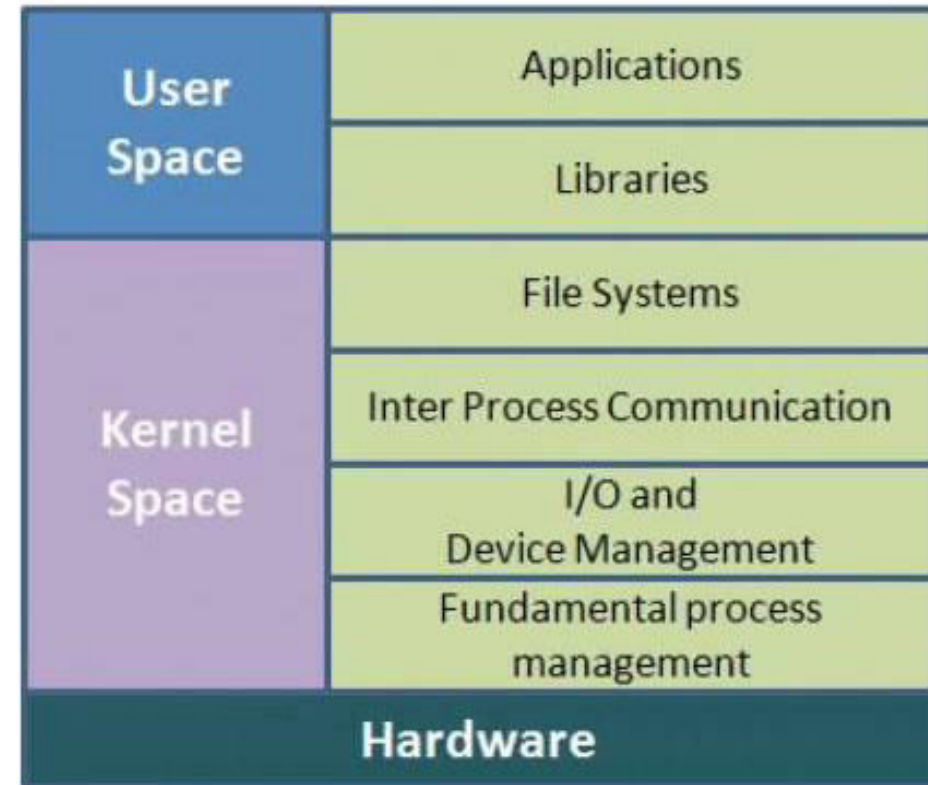 User
Space
Applications
Libraries
Kernel
Space
File Systems
Inter Process Communication
I/O and
Device Management
Fundamental process
management
Hardware